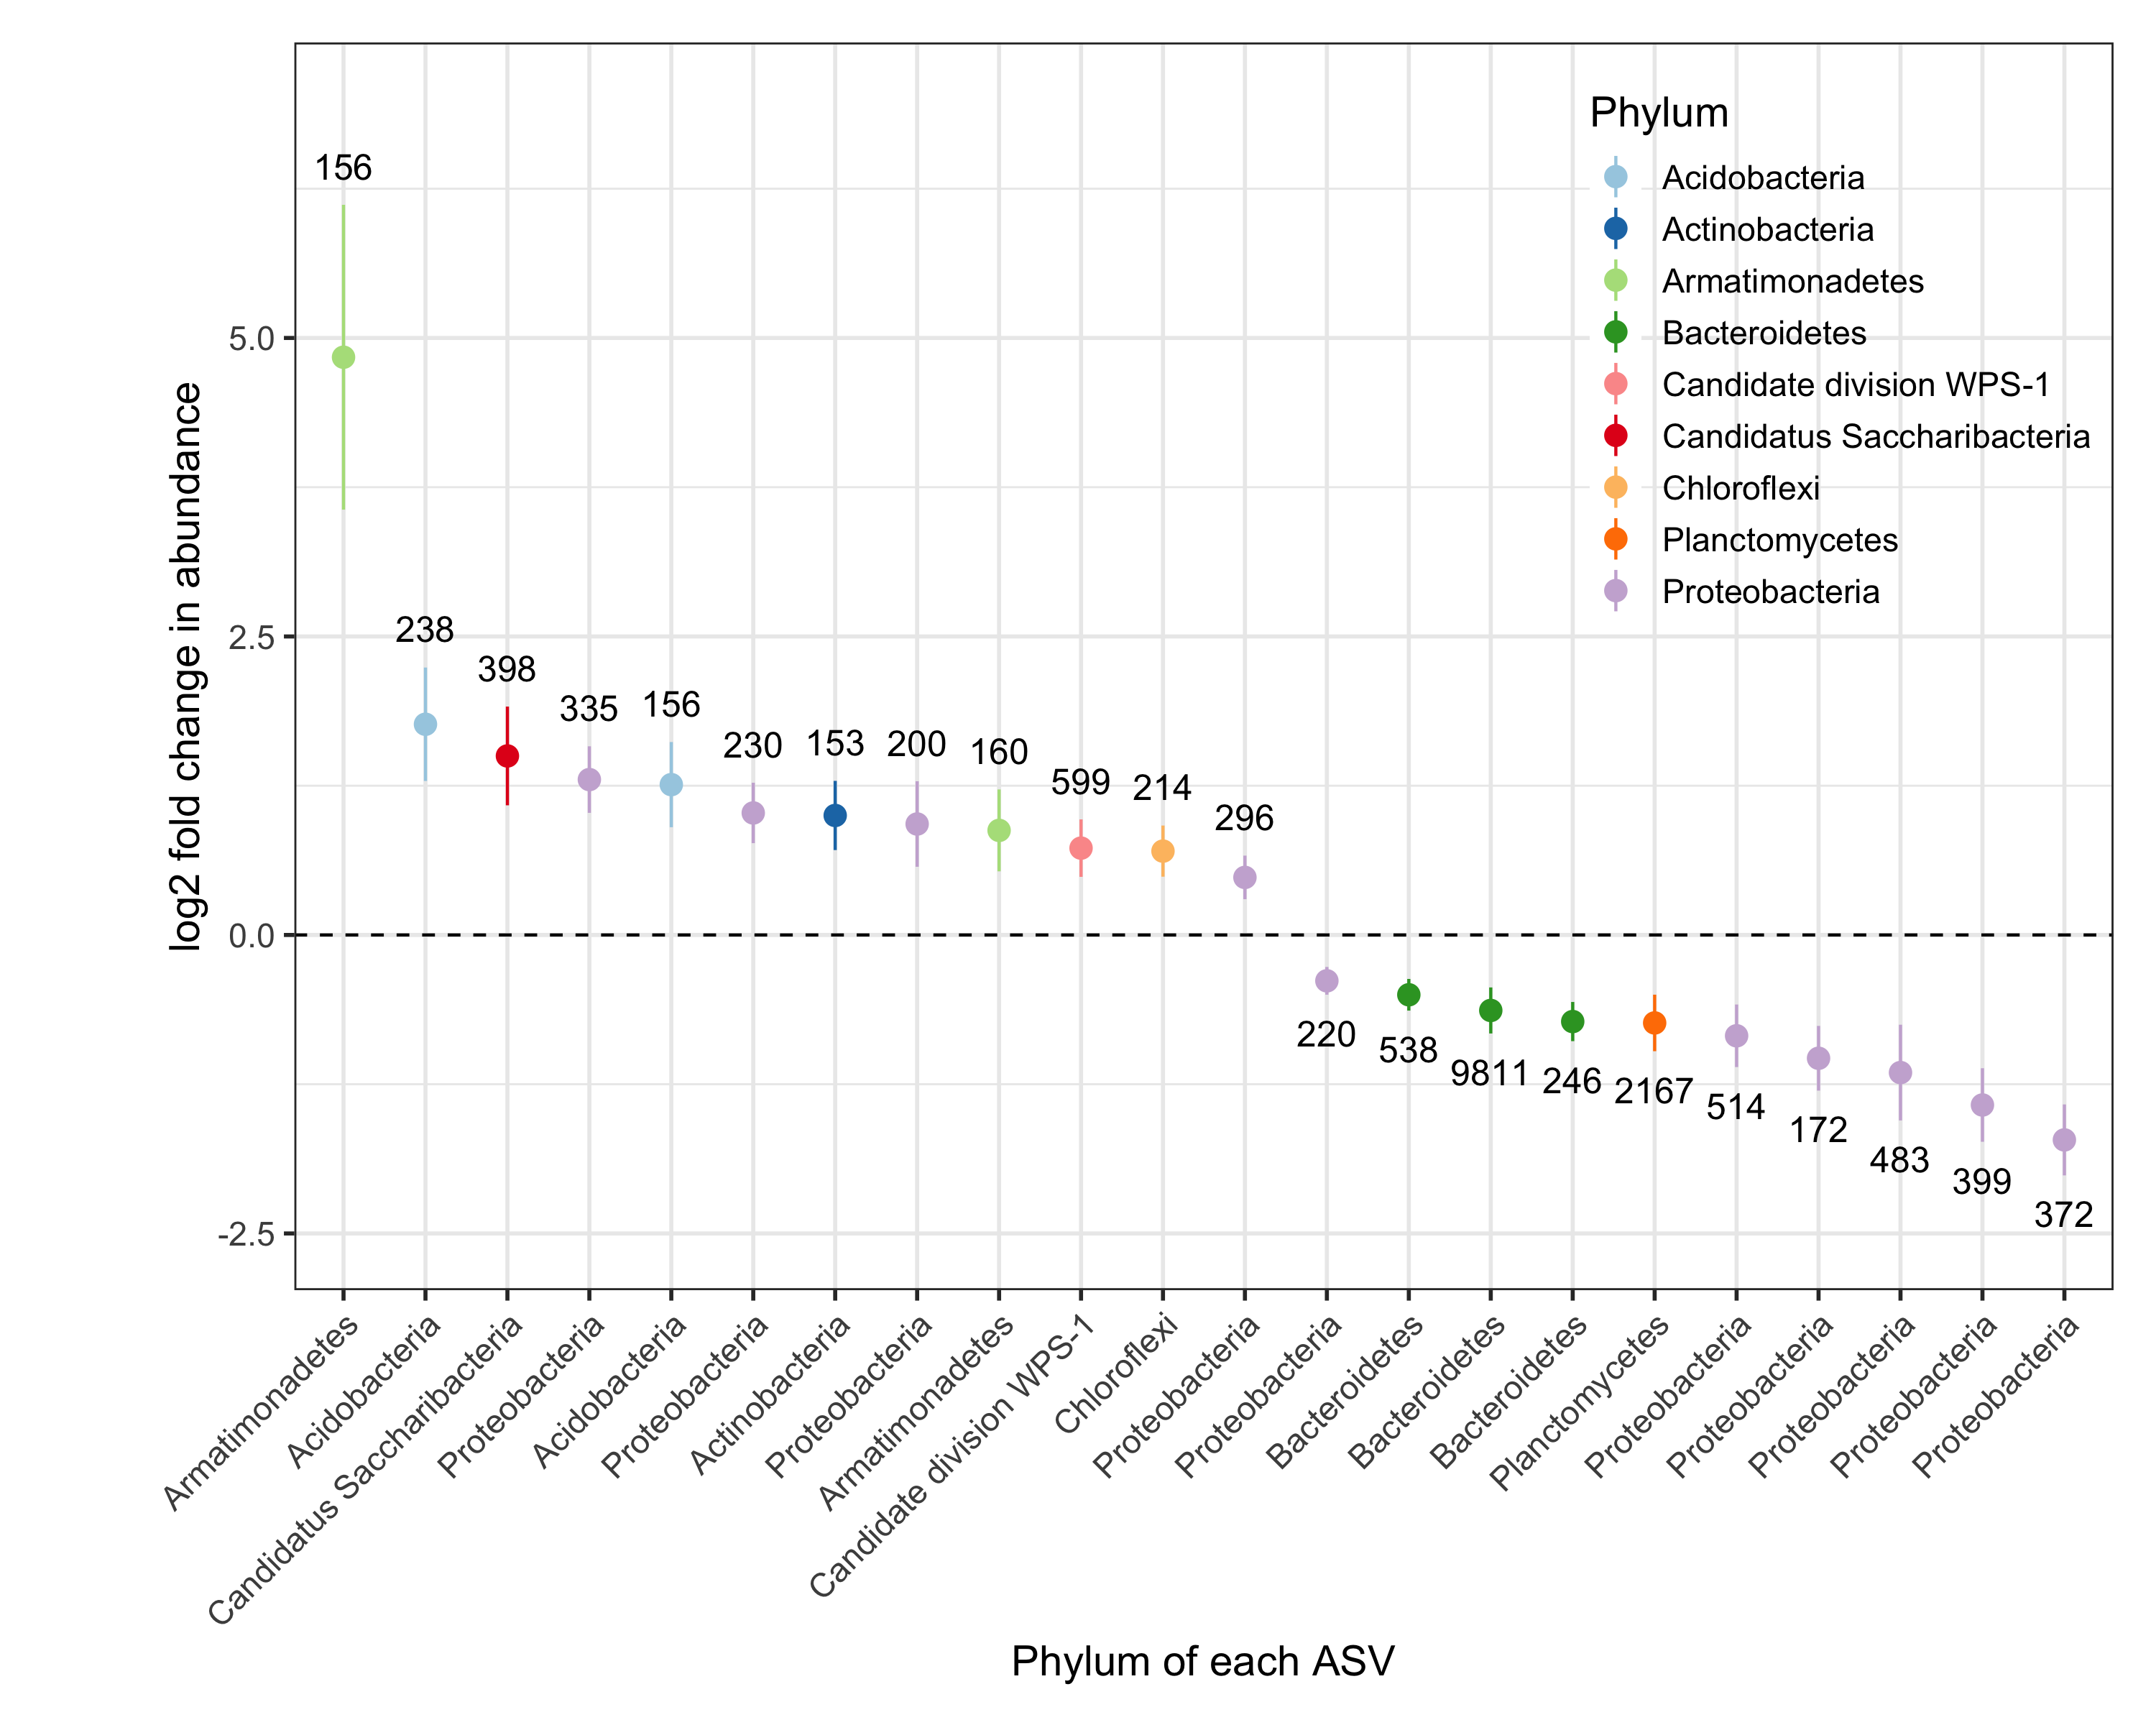 Phylum
Acidobacteria
Actinobacteria
Armatimonadetes
Bacteroidetes
Candidate division WPS-1
Candidatus Saccharibacteria
Chloroflexi
Planctomycetes
Proteobacteria
log2 fold change in abundance
5.0
2.5
0.0
-2.5
156
238
398
335
156
230
153
200
160
599
214
296
220
538
9811
246
2167
514
172
483
399
372
Armatimonadetes
Acidobacteria
Candidatus Saccharibacteria
Proteobacteria
Acidobacteria
Proteobacteria
Actinobacteria
Proteobacteria
Armatimonadetes
Candidate division WPS-1
Chloroflexi
Proteobacteria
Proteobacteria
Bacteroidetes
Bacteroidetes
Bacteroidetes
Planctomycetes
Proteobacteria
Proteobacteria
Proteobacteria
Proteobacteria
Proteobacteria
Phylum of each ASV